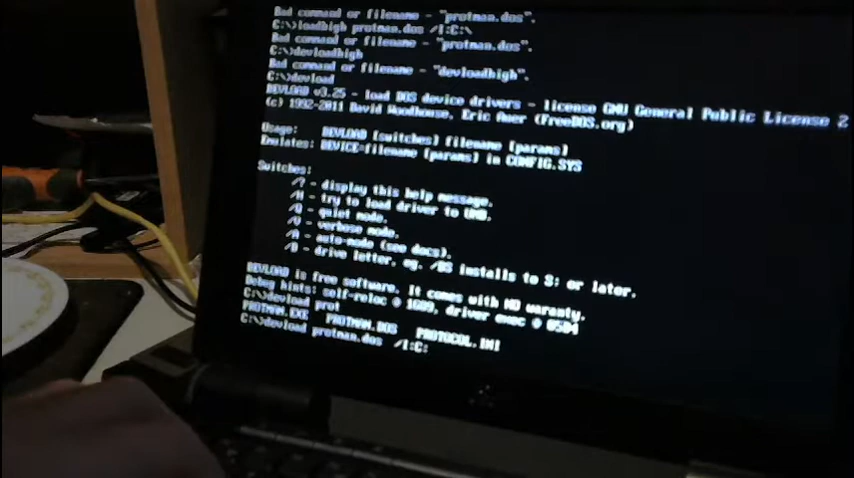 Bad command or filename - "protman.dos".
C:\>loadhigh protman.dos /I:C:\
Bad command or filename - "protman.dos".
C:\>devloadhigh
Bad command or filename - "devloadhigh".
C:\>devload
DEVLOAD v3.25 - load DOS device drivers - license GNU General Public License 2
(c) 1992-2011 David Woodhouse, Eric Auer (FreeDOS.org)
Usage: DEVLOAD [switches] filename [params]
Emulates: DEVICE=filename [params] in CONFIG.SYS
Switches:
/? - display this help message.
/H - try to load driver to UMB.
/Q - quiet mode.
/V - verbose mode.
/A - auto-mode (see docs).
/D - drive letter, eg. /DS installs to S: or later.
DEVLOAD is free software. It comes with NO warranty.
Debug hints: self-reloc @ 1609, driver exec @ 0504
C:\>devload prot
PROTMAN.EXE PROTMAN.DOS PROTOCOL.INI
C:\>devload protman.dos /I:C: